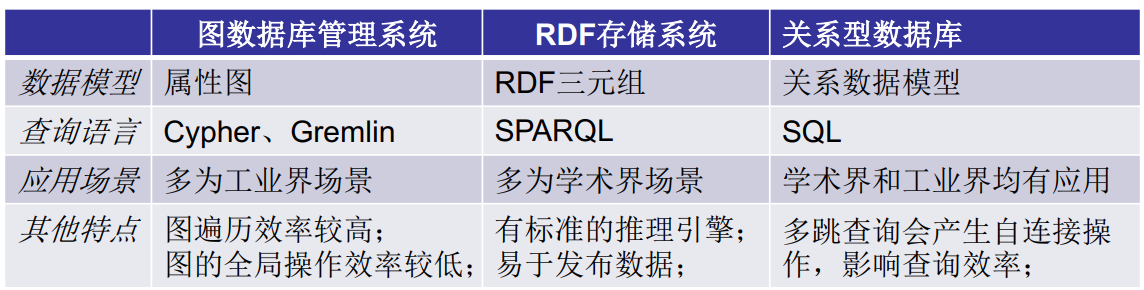 图数据库管理系统 RDF存储系统 关系型数据库
数据模型 属性图 RDF三元组 关系数据模型
查询语言 Cypher、Gremlin SPARQL SQL
应用场景 多为工业界场景 多为学术界场景 学术界和工业界均有应用
其他特点 图遍历效率较高； 有标准的推理引擎； 多跳查询会产生自连接操
图的全局操作效率较低； 易于发布数据； 作，影响查询效率；